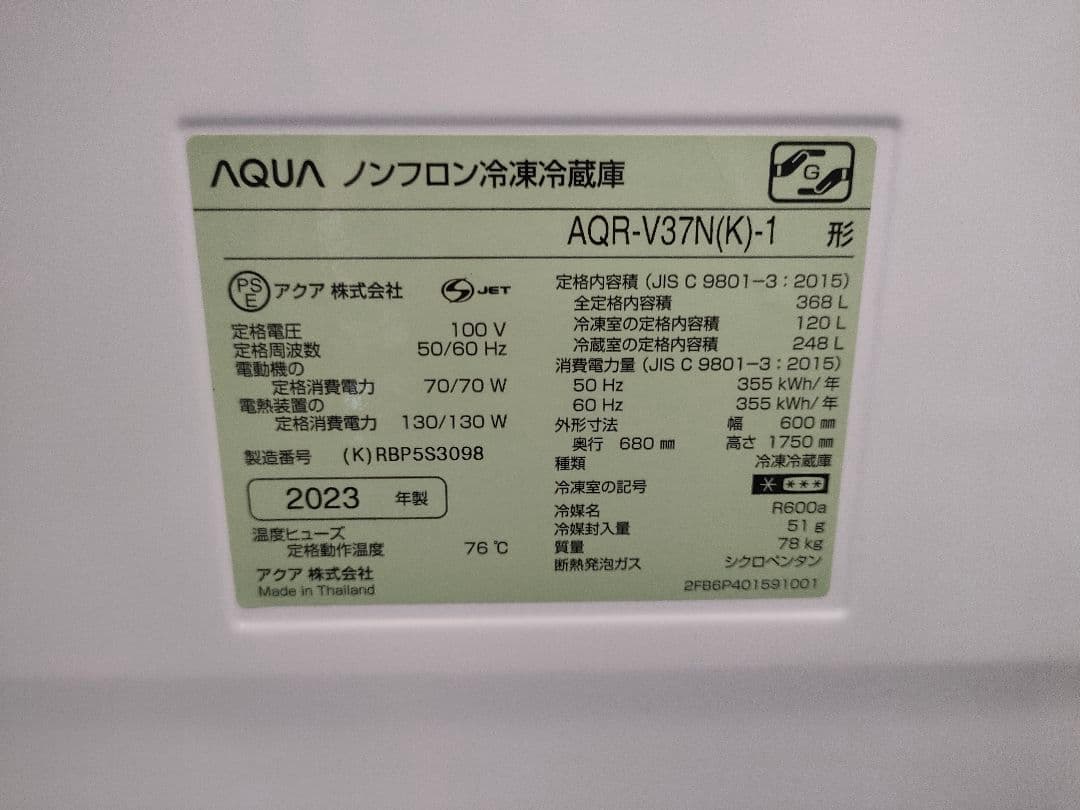 AQUA ノンフロン冷凍冷蔵庫
G
AQR-V37N(K)-1 形
PS
E
アクア 株式会社
S JET
定格電圧 100 V
定格周波数 50/60 Hz
電動機の
定格消費電力 70/70 W
電熱装置の
定格消費電力 130/130 W
製造番号 (K)RBP5S3098
2023 年製
温度ヒューズ
定格動作温度 76 ℃
アクア 株式会社
Made in Thailand
定格内容積 (JIS C 9801-3:2015)
全定格内容積 368 L
冷凍室の定格内容積 120 L
冷蔵室の定格内容積 248 L
消費電力量 (JIS C 9801-3:2015)
50 Hz 355 kWh/年
60 Hz 355 kWh/年
外形寸法 幅 600 ㎜
奥行 680 ㎜ 高さ 1750 ㎜
種類 冷凍冷蔵庫
冷凍室の記号 * ***
冷媒名 R600a
冷媒封入量 51 g
質量 78 kg
断熱発泡ガス シクロペンタン
2FB6P401591001